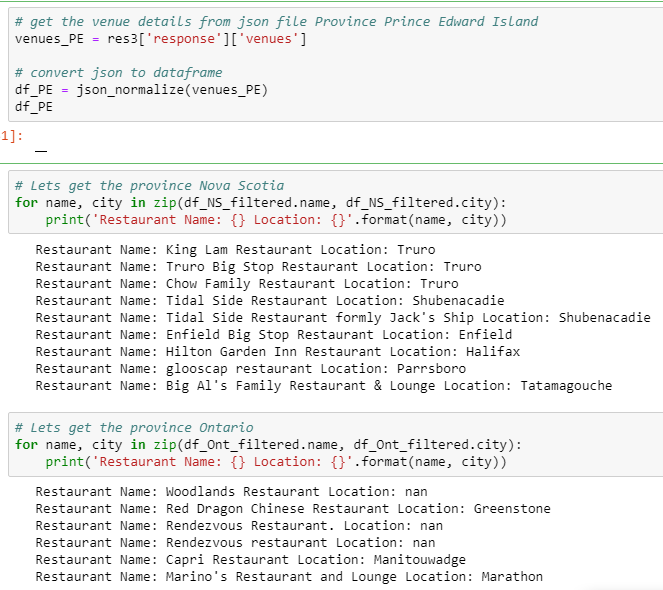 # get the venue details from json file Province Prince Edward Island
venues_PE = res3['response']['venues']
# convert json to dataframe
df_PE = json_normalize(venues_PE)
df_PE
1]:
# Lets get the province Nova Scotia
for name, city in zip(df_NS_filtered.name, df_NS_filtered.city):
    print('Restaurant Name: {} Location: {}'.format(name, city))
Restaurant Name: King Lam Restaurant Location: Truro
Restaurant Name: Truro Big Stop Restaurant Location: Truro
Restaurant Name: Chow Family Restaurant Location: Truro
Restaurant Name: Tidal Side Restaurant Location: Shubenacadie
Restaurant Name: Tidal Side Restaurant formly Jack's Ship Location: Shubenacadie
Restaurant Name: Enfield Big Stop Restaurant Location: Enfield
Restaurant Name: Hilton Garden Inn Restaurant Location: Halifax
Restaurant Name: glooscap restaurant Location: Parrsboro
Restaurant Name: Big Al's Family Restaurant & Lounge Location: Tatamagouche
# Lets get the province Ontario
for name, city in zip(df_Ont_filtered.name, df_Ont_filtered.city):
    print('Restaurant Name: {} Location: {}'.format(name, city))
Restaurant Name: Woodlands Restaurant Location: nan
Restaurant Name: Red Dragon Chinese Restaurant Location: Greenstone
Restaurant Name: Rendezvous Restaurant. Location: nan
Restaurant Name: Rendezvous restaurant Location: nan
Restaurant Name: Capri Restaurant Location: Manitouwadge
Restaurant Name: Marino's Restaurant and Lounge Location: Marathon